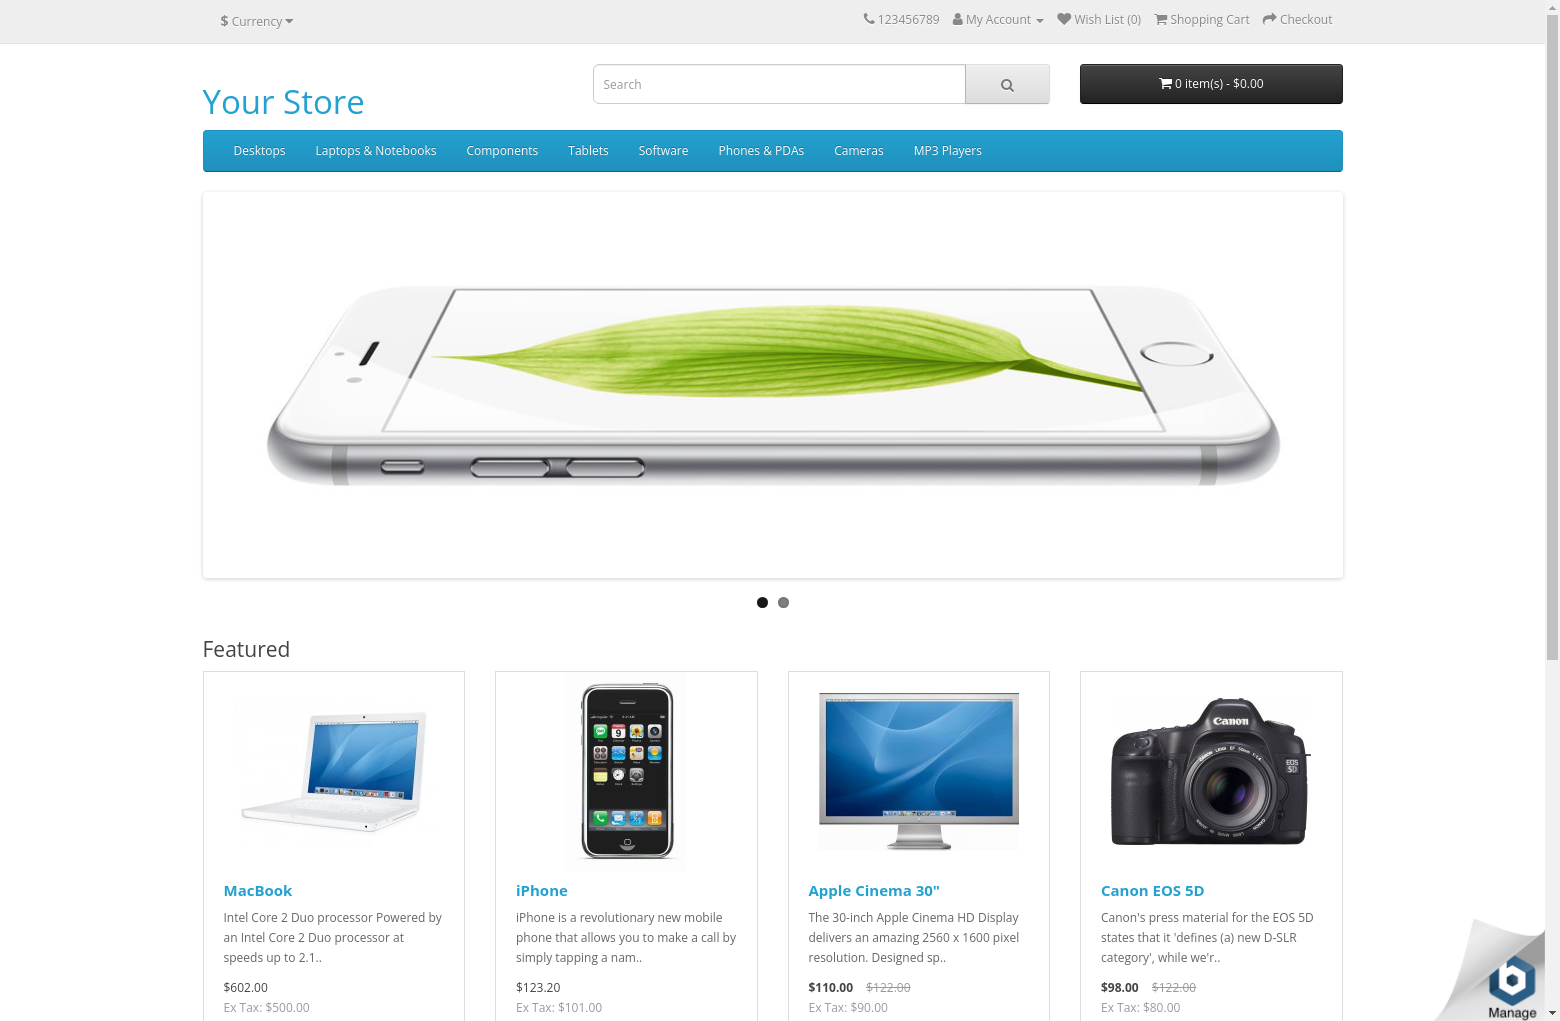 $ Currency
123456789 My Account Wish List (0) Shopping Cart Checkout
Your Store
Search
0 item(s) - $0.00
Desktops Laptops & Notebooks Components Tablets Software Phones & PDAs Cameras MP3 Players
Featured
Canon
EOS
5D
MacBook
Intel Core 2 Duo processor Powered by
an Intel Core 2 Duo processor at
speeds up to 2.1..
$602.00
Ex Tax: $500.00
iPhone
iPhone is a revolutionary new mobile
phone that allows you to make a call by
simply tapping a nam..
$123.20
Ex Tax: $101.00
Apple Cinema 30"
The 30-inch Apple Cinema HD Display
delivers an amazing 2560 x 1600 pixel
resolution. Designed sp..
$110.00 $122.00
Ex Tax: $90.00
Canon EOS 5D
Canon's press material for the EOS 5D
states that it 'defines (a) new D-SLR
category', while we'r..
$98.00 $122.00
Ex Tax: $80.00
Manage